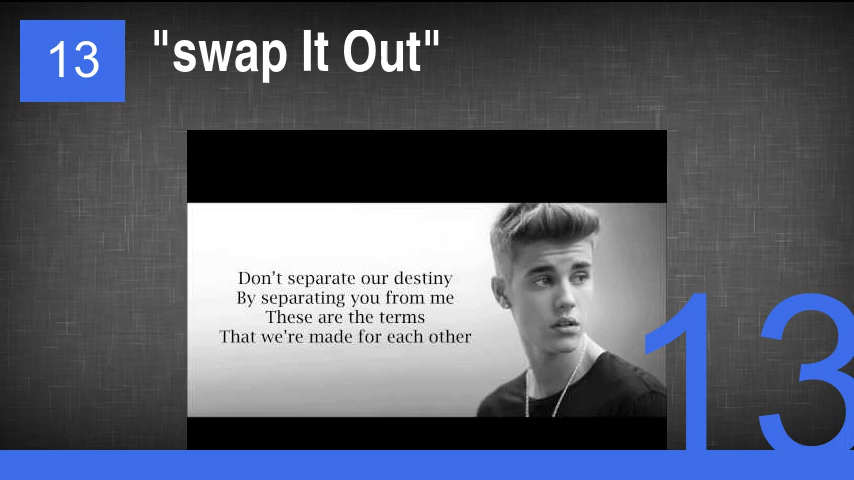 13 "swap It Out"
Don't separate our destiny
By separating you from me
These are the terms
That we're made for each other
13